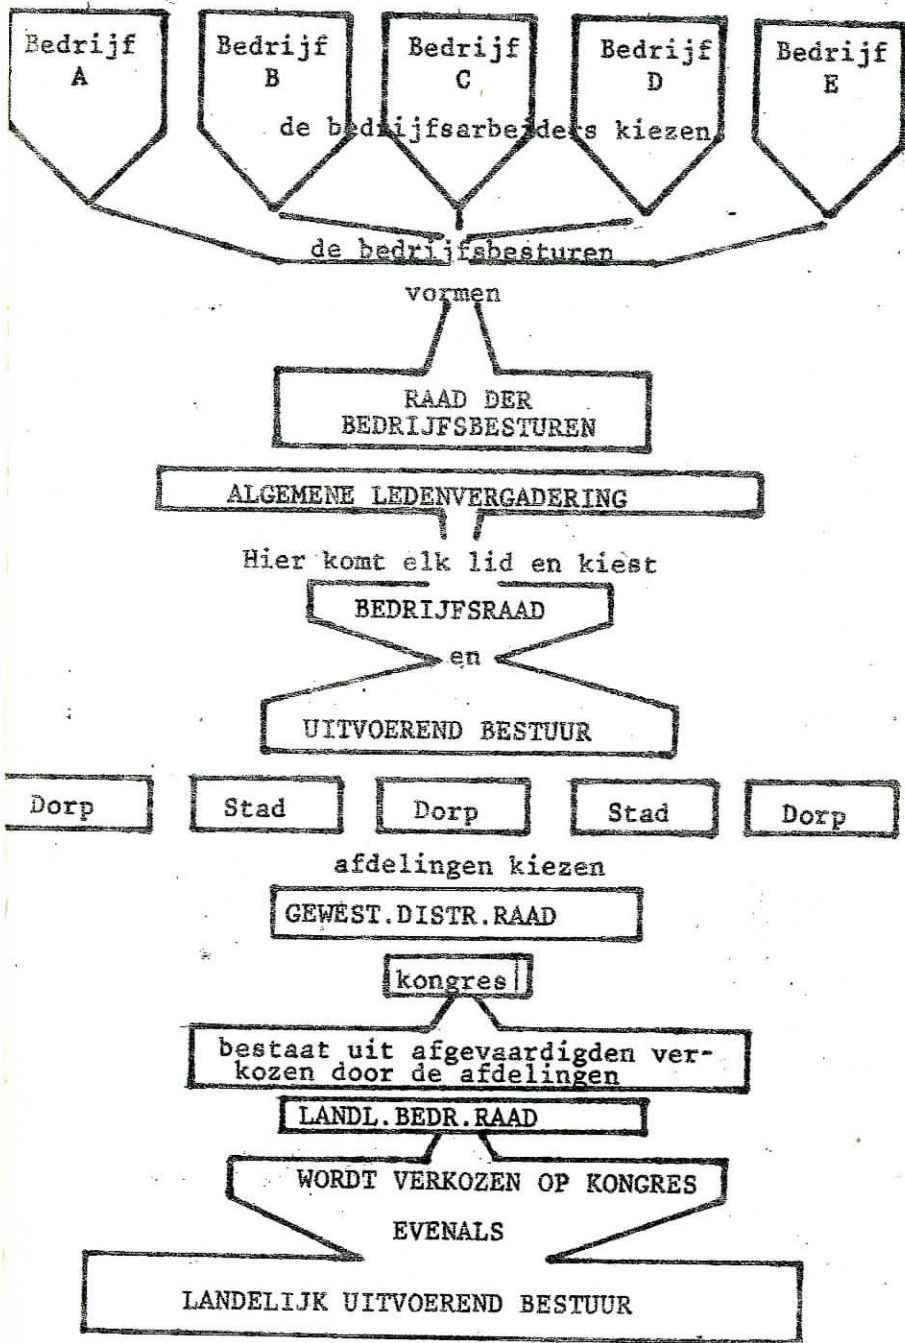 Bedrijf Bedrijf Bedrijf Bedrijf Bedrijf
A B C D E
de bedrijfsarbeiders kiezen
de bedrijfsbesturen
vormen
RAAD DER
BEDRIJFSBESTUREN
ALGEMENE LEDENVERGADERING
Hier komt elk lid en kiest
BEDRIJFSRAAD
en
UITVOEREND BESTUUR
Dorp Stad Dorp Stad Dorp
afdelingen kiezen
GEWEST.DISTR.RAAD
kongres
bestaat uit afgevaardigden ver-
kozen door de afdelingen
LANDL.BEDR.RAAD
WORDT VERKOZEN OP KONGRES
EVENALS
LANDELIJK UITVOEREND BESTUUR